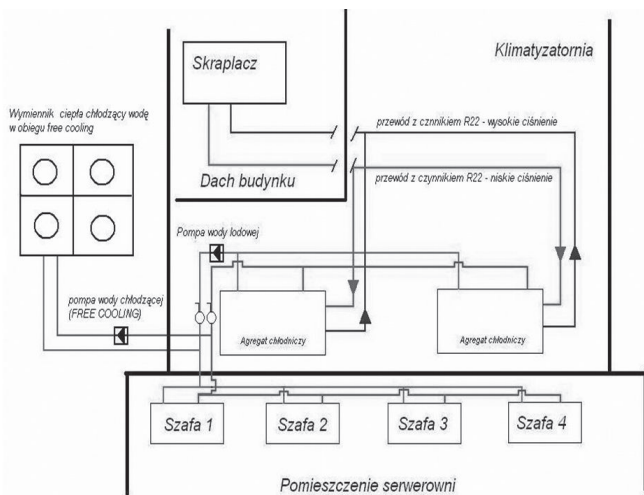 Skraplacz
Klimatyzatornia
Wymiennik ciepła chłodzący wodę
w obiegu free cooling
przewód z cznnikiem R22 - wysokie ciśnienie
Dach budynku
przewód z czynnikiem R22 - niskie ciśnienie
Pompa wody lodowej
pompa wody chłodzącej
(FREE COOLING)
Agregat chłodniczy
Agregat chłodniczy
Szafa 1
Szafa 2
Szafa 3
Szafa 4
Pomieszczenie serwerowni